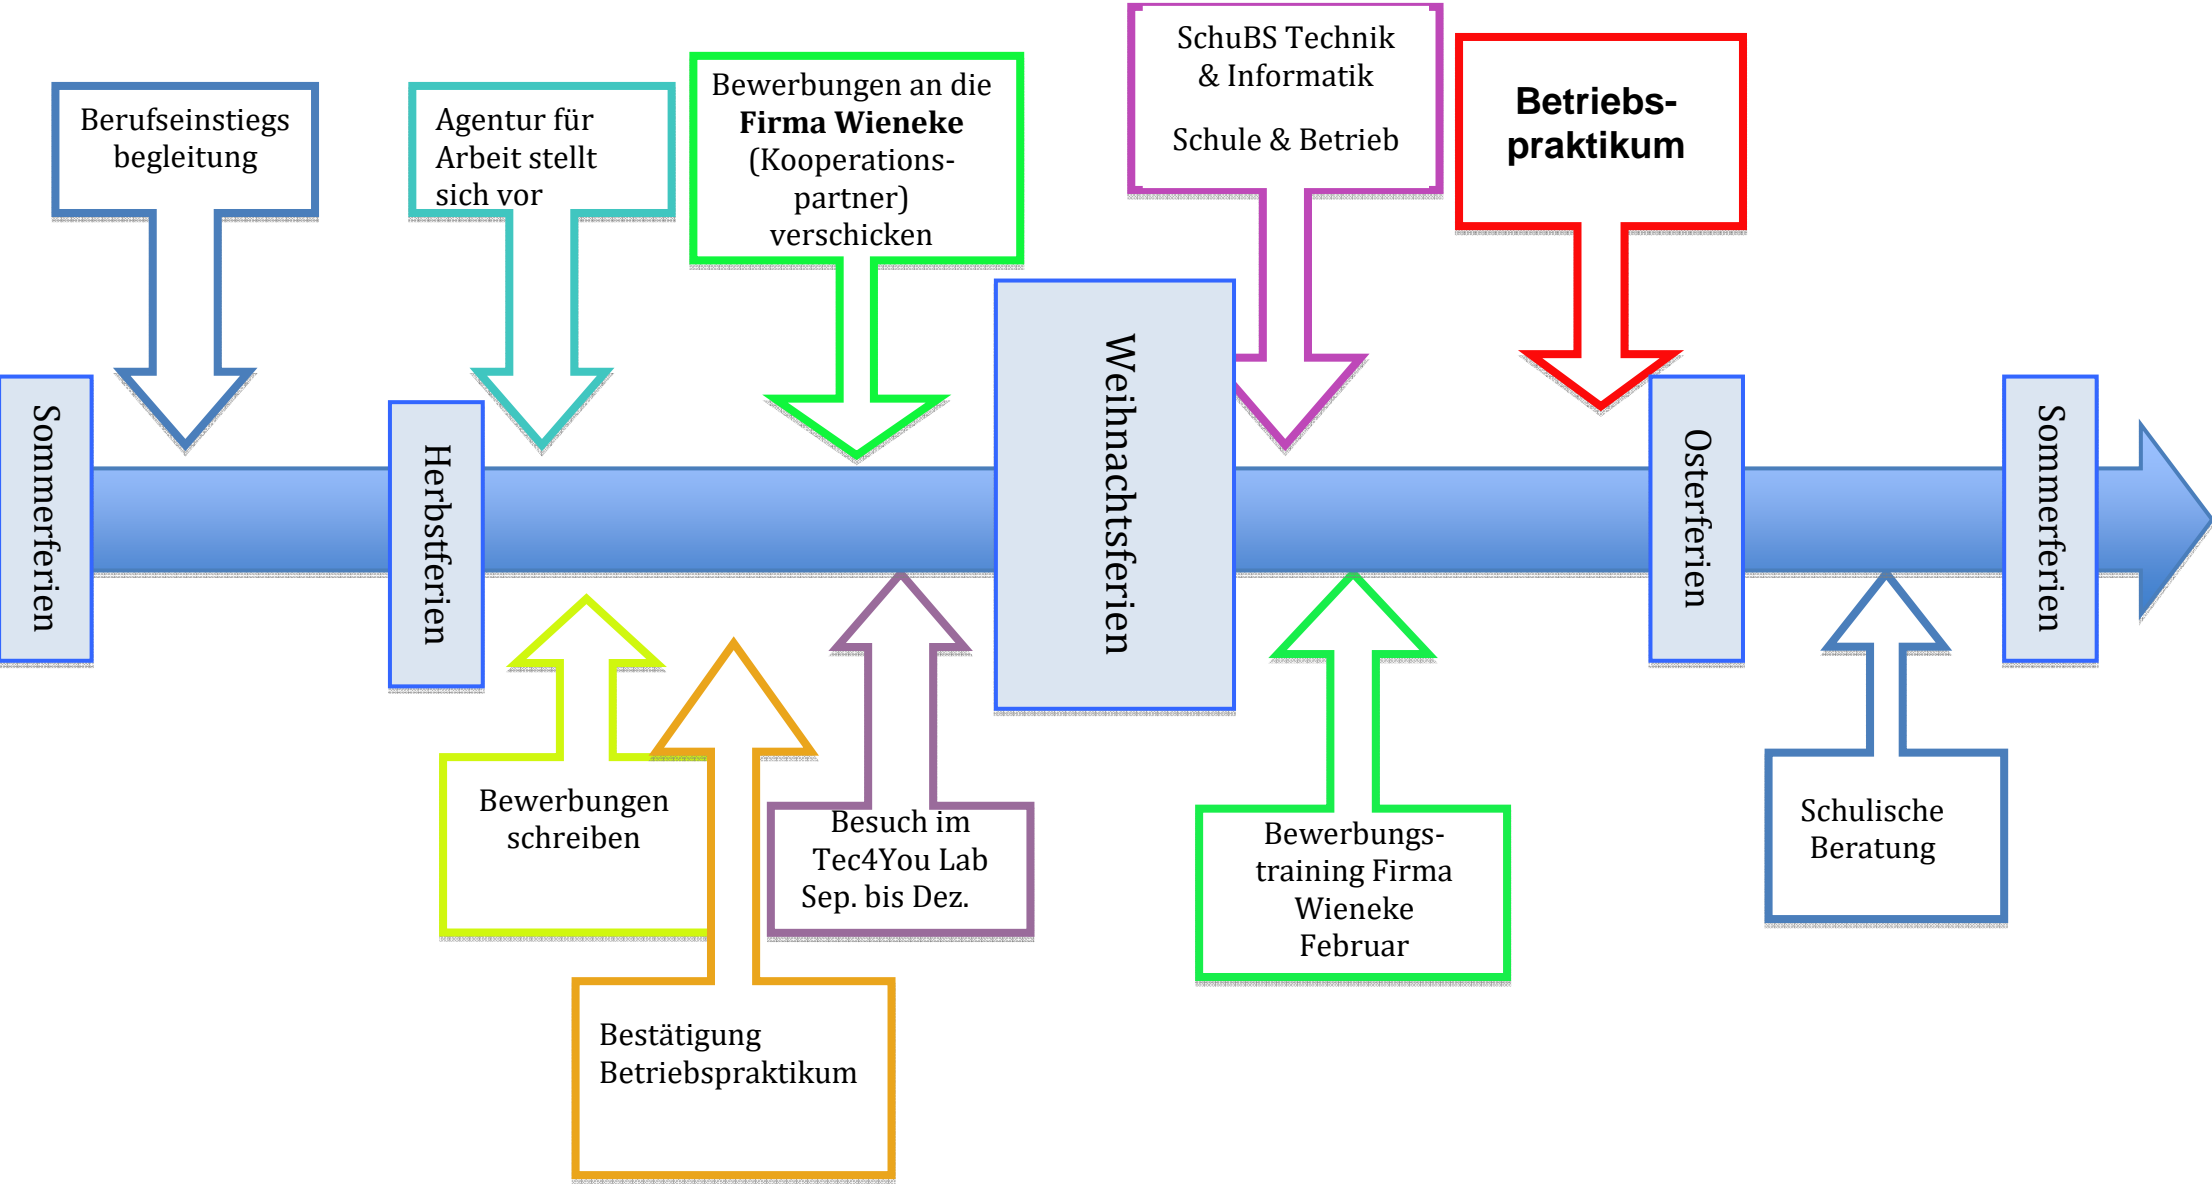 Berufseinstiegs
begleitung
Agentur für
Arbeit stellt
sich vor
Bewerbungen an die
Firma Wieneke
(Kooperations-
partner)
verschicken
SchuBS Technik
& Informatik
Schule & Betrieb
Betriebs-
praktikum
Sommerferien
Herbstferien
Weihnachtsferien
Osterferien
Sommerferien
Bewerbungen
schreiben
Bestätigung
Betriebspraktikum
Besuch im
Tec4You Lab
Sep. bis Dez.
Bewerbungs-
training Firma
Wieneke
Februar
Schulische
Beratung